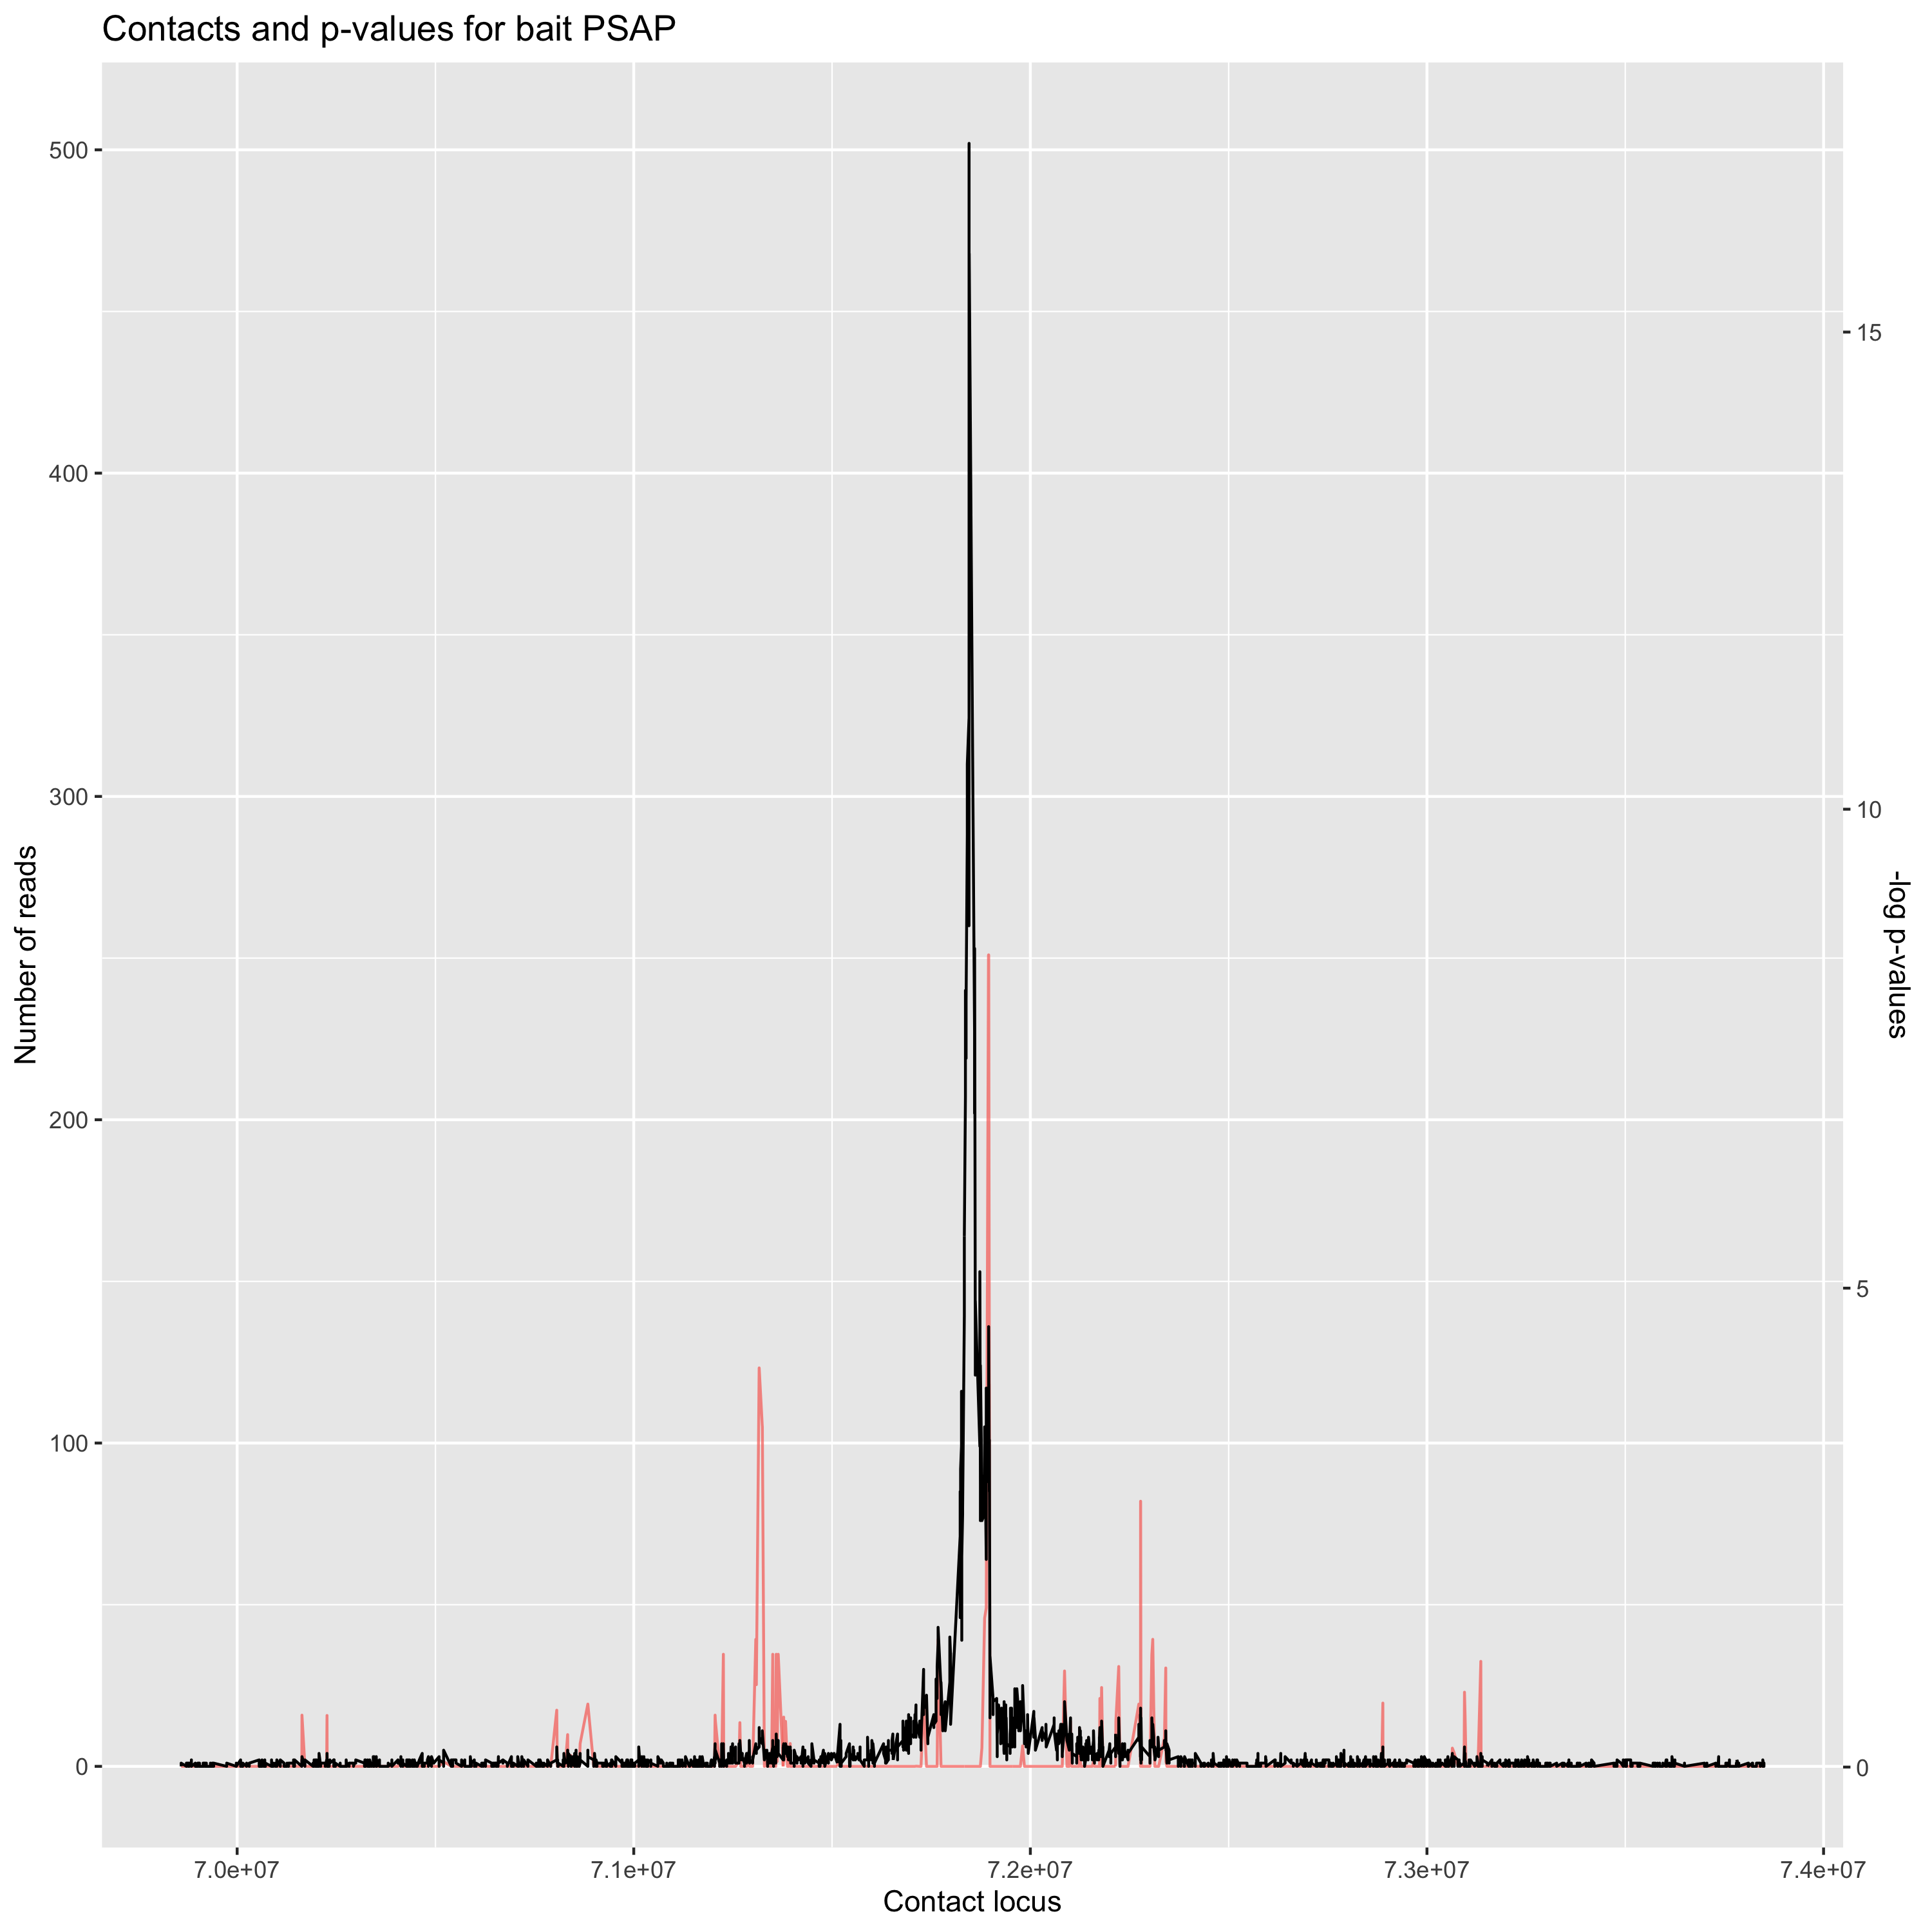 Contacts and p-values for bait PSAP
500
400
300
200
100
0
Number of reads
15
10
5
0
-log p-values
7.0e+07
7.1e+07
7.2e+07
7.3e+07
7.4e+07
Contact locus